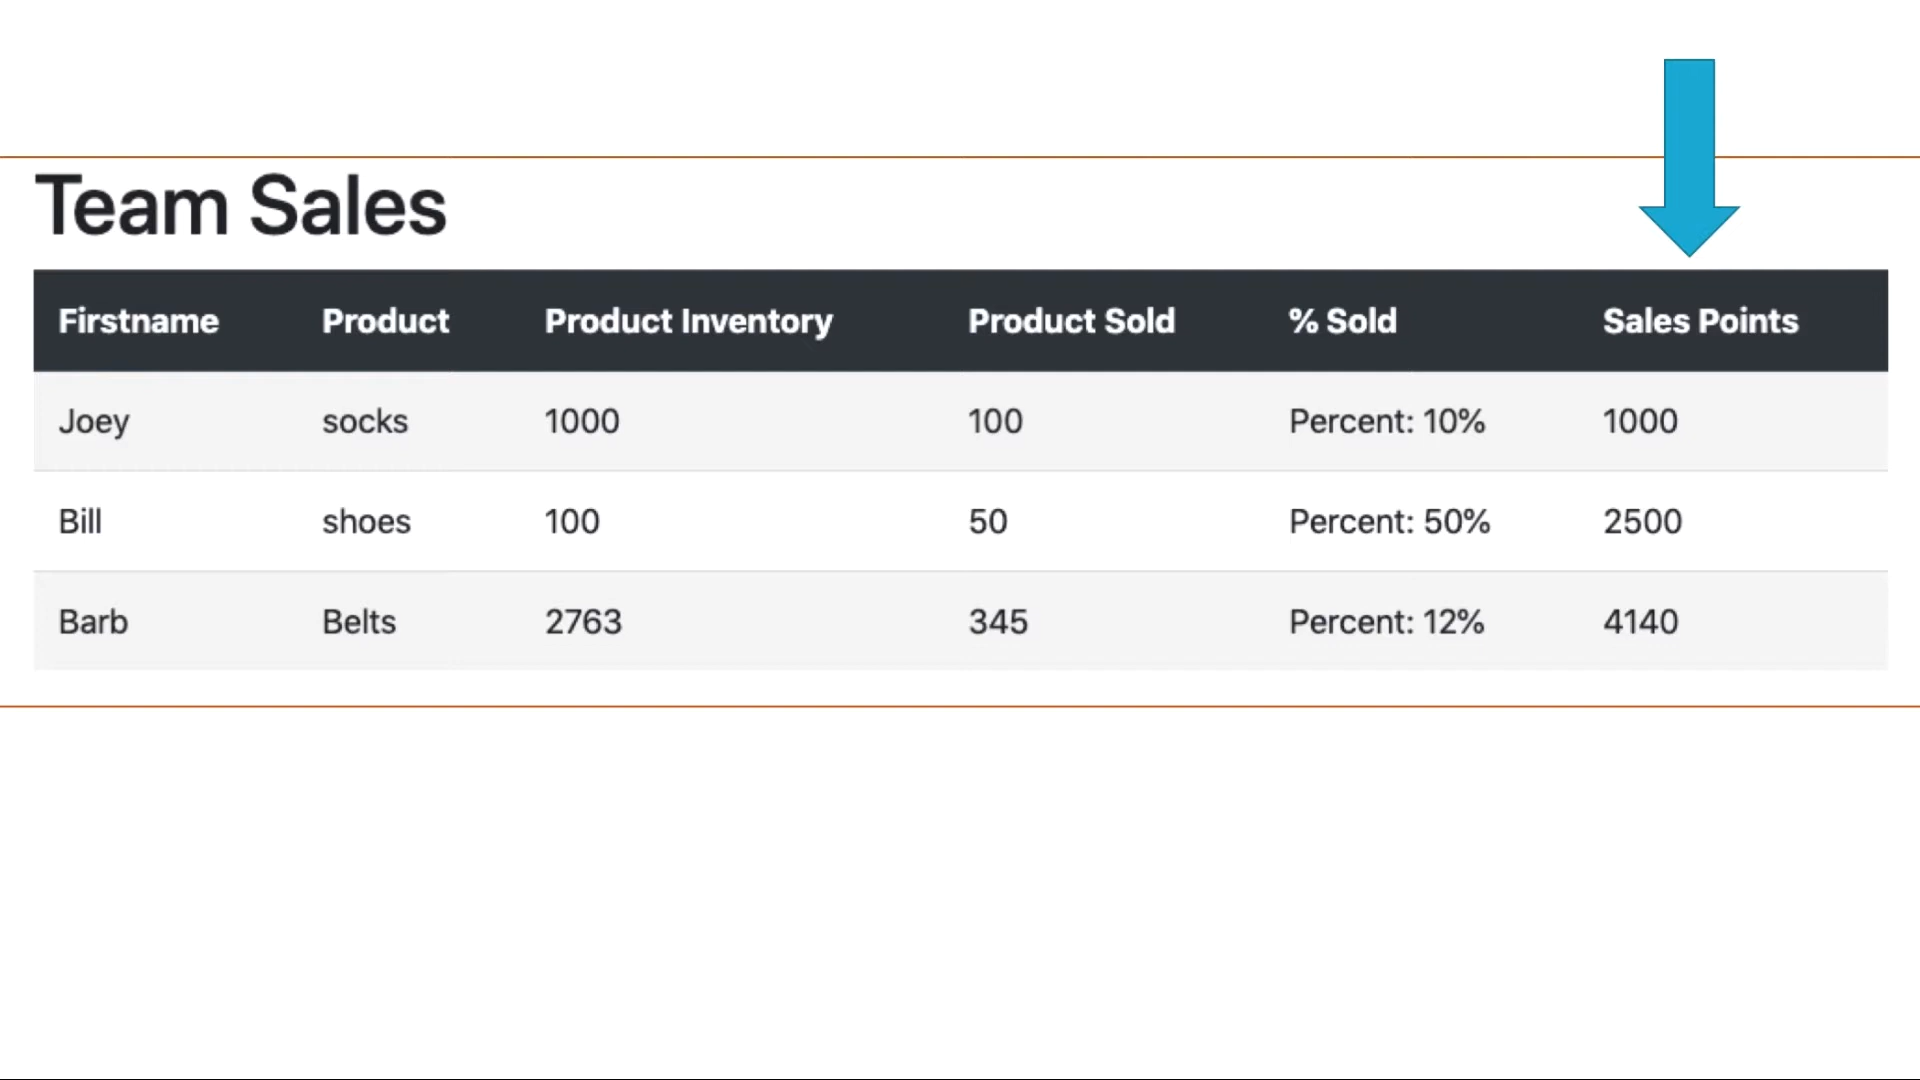 Team Sales
Firstname Product Product Inventory Product Sold % Sold Sales Points
Joey socks 1000 100 Percent: 10% 1000
Bill shoes 100 50 Percent: 50% 2500
Barb Belts 2763 345 Percent: 12% 4140